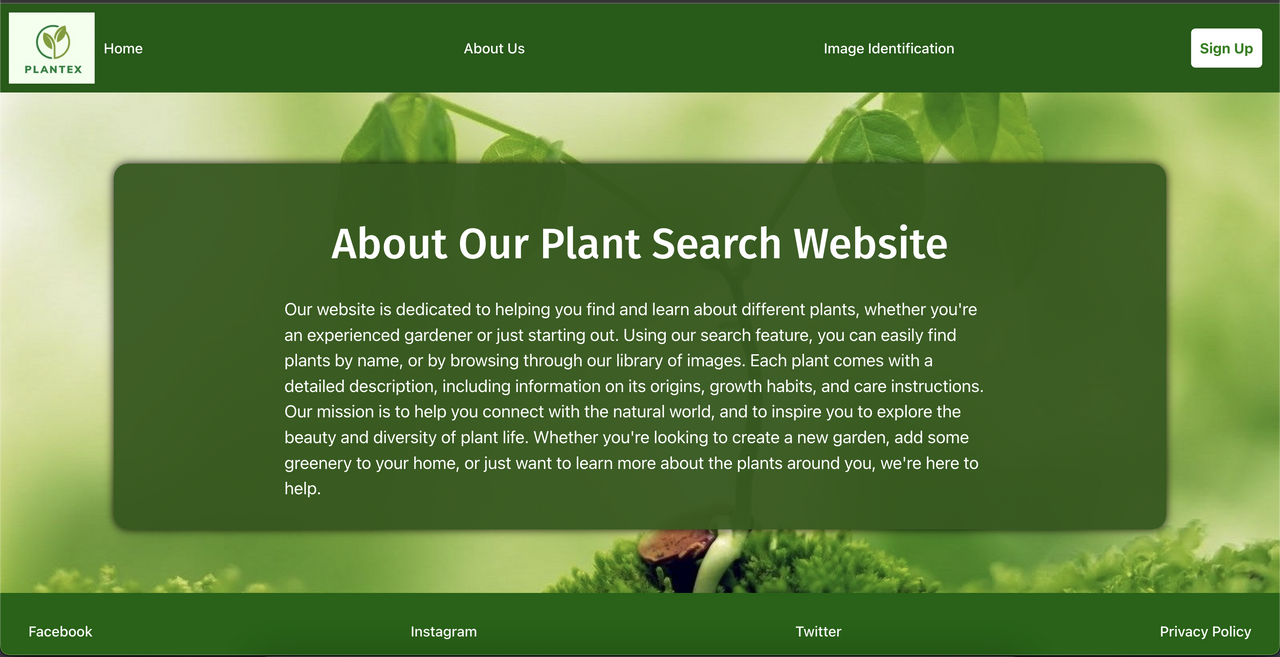 PLANTEX
Home
About Us
Image Identification
Sign Up
About Our Plant Search Website
Our website is dedicated to helping you find and learn about different plants, whether you're
an experienced gardener or just starting out. Using our search feature, you can easily find
plants by name, or by browsing through our library of images. Each plant comes with a
detailed description, including information on its origins, growth habits, and care instructions.
Our mission is to help you connect with the natural world, and to inspire you to explore the
beauty and diversity of plant life. Whether you're looking to create a new garden, add some
greenery to your home, or just want to learn more about the plants around you, we're here to
help.
Facebook
Instagram
Twitter
Privacy Policy